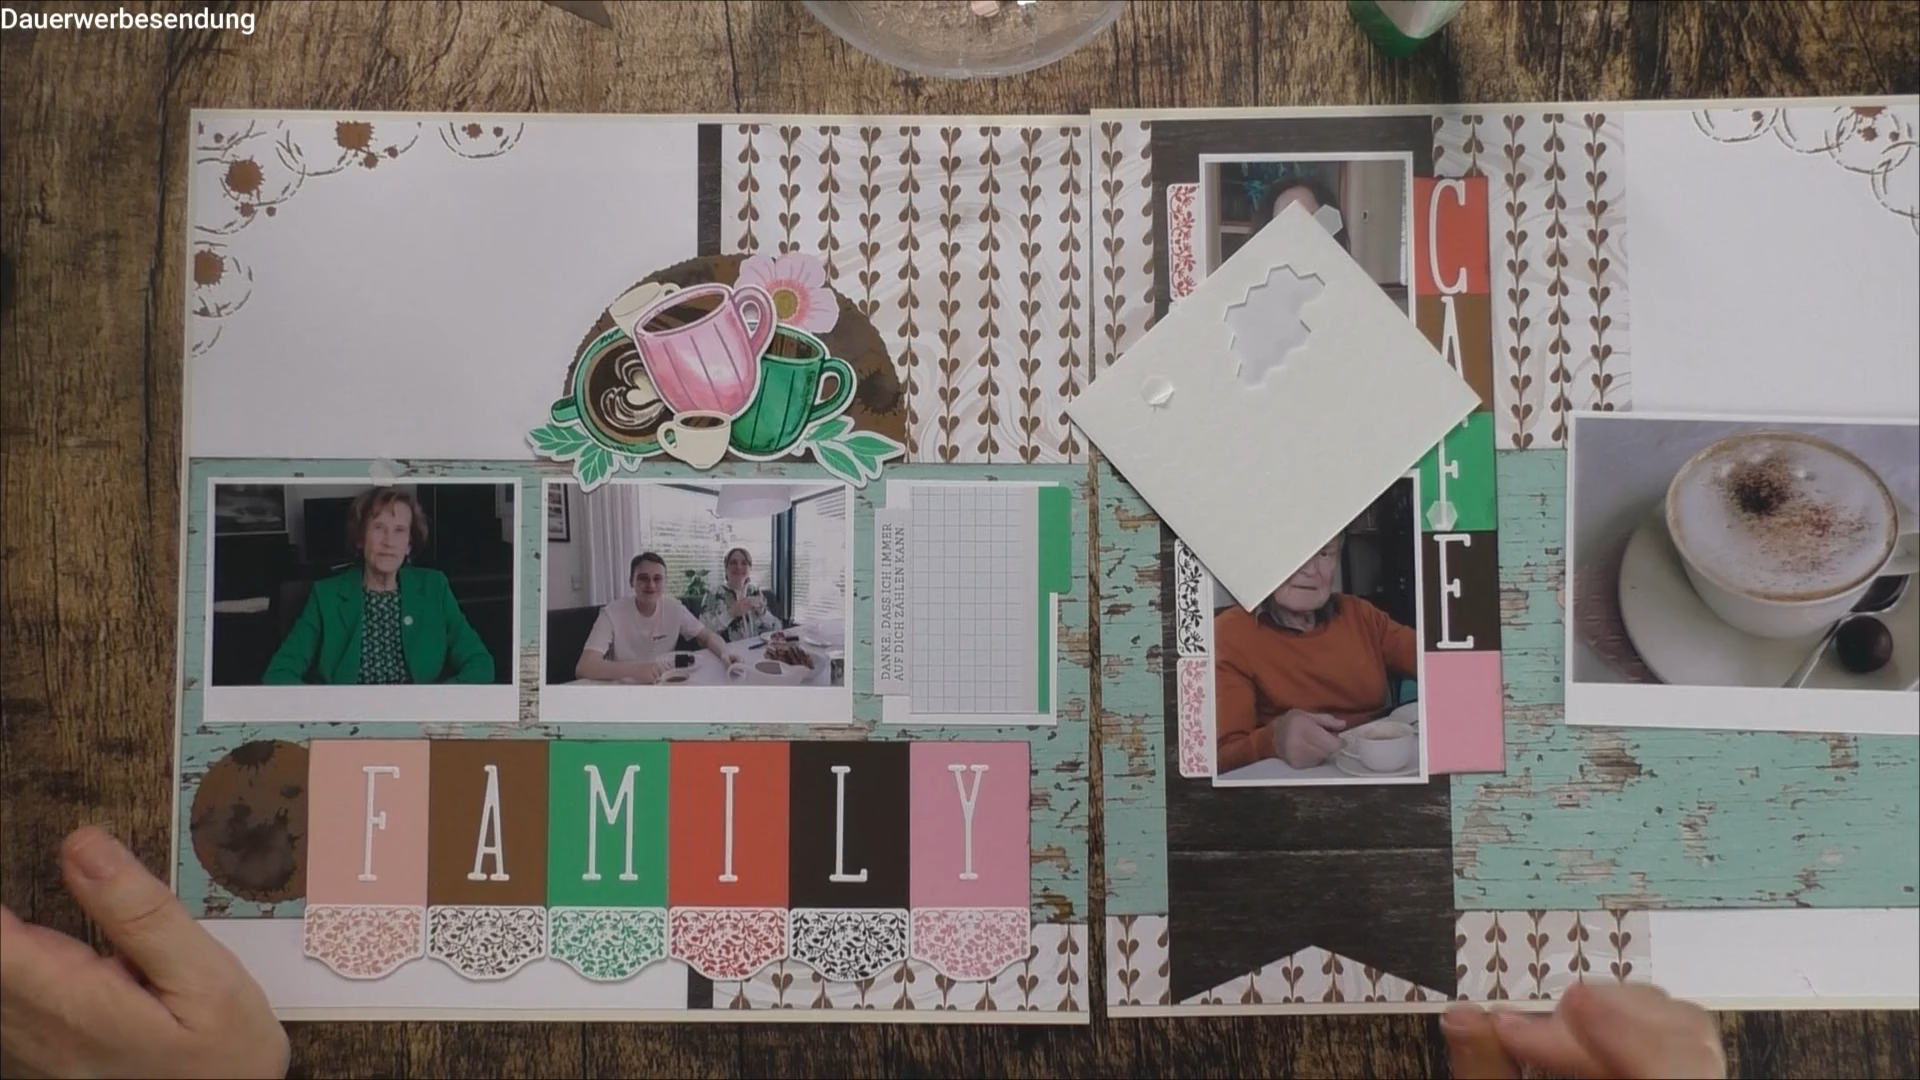 Dauerwerbesendung
DANKE, DASS ICH IMMER
AUF DICH ZÄHLEN KANN
FAMILY
CAFE